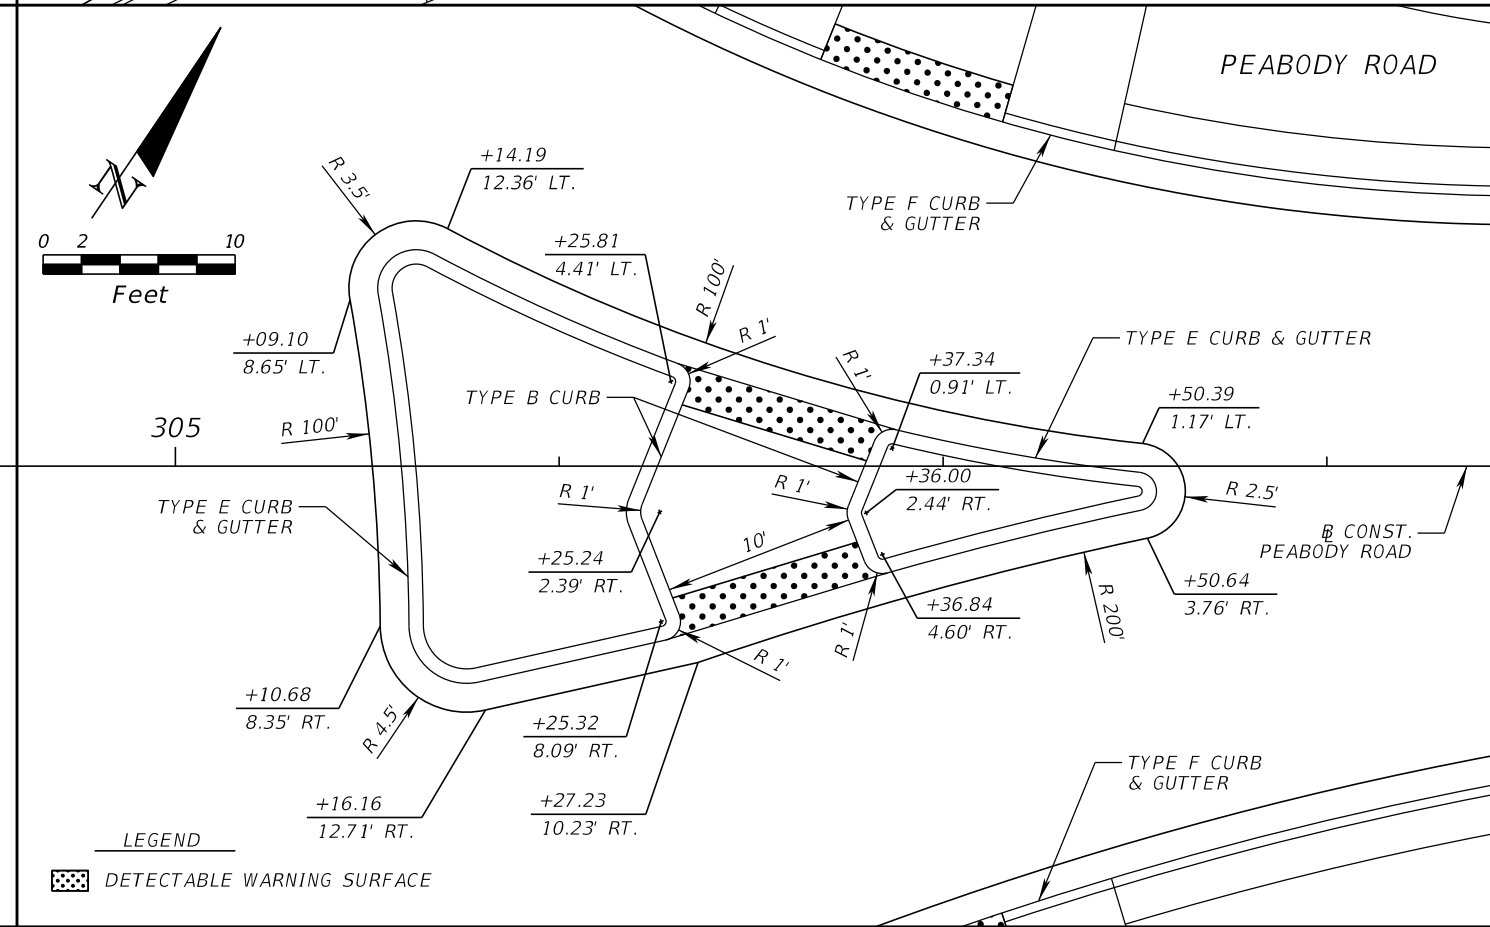 PEABODY ROAD
N
0 2 10
Feet
R 3.5'
+14.19
12.36' LT.
+25.81
4.41' LT.
R 100'
R 1'
TYPE F CURB
& GUTTER
+09.10
8.65' LT.
R 1'
+37.34
0.91' LT.
TYPE E CURB & GUTTER
TYPE B CURB
+50.39
1.17' LT.
305
R 100'
R 1'
R 1'
+36.00
2.44' RT.
R 2.5'
TYPE E CURB
& GUTTER
℄ CONST.
PEABODY ROAD
10'
+25.24
2.39' RT.
+36.84
4.60' RT.
R 200'
+50.64
3.76' RT.
R 1'
R 1'
+10.68
8.35' RT.
R 4.5'
+25.32
8.09' RT.
+16.16
12.71' RT.
+27.23
10.23' RT.
TYPE F CURB
& GUTTER
LEGEND
DETECTABLE WARNING SURFACE